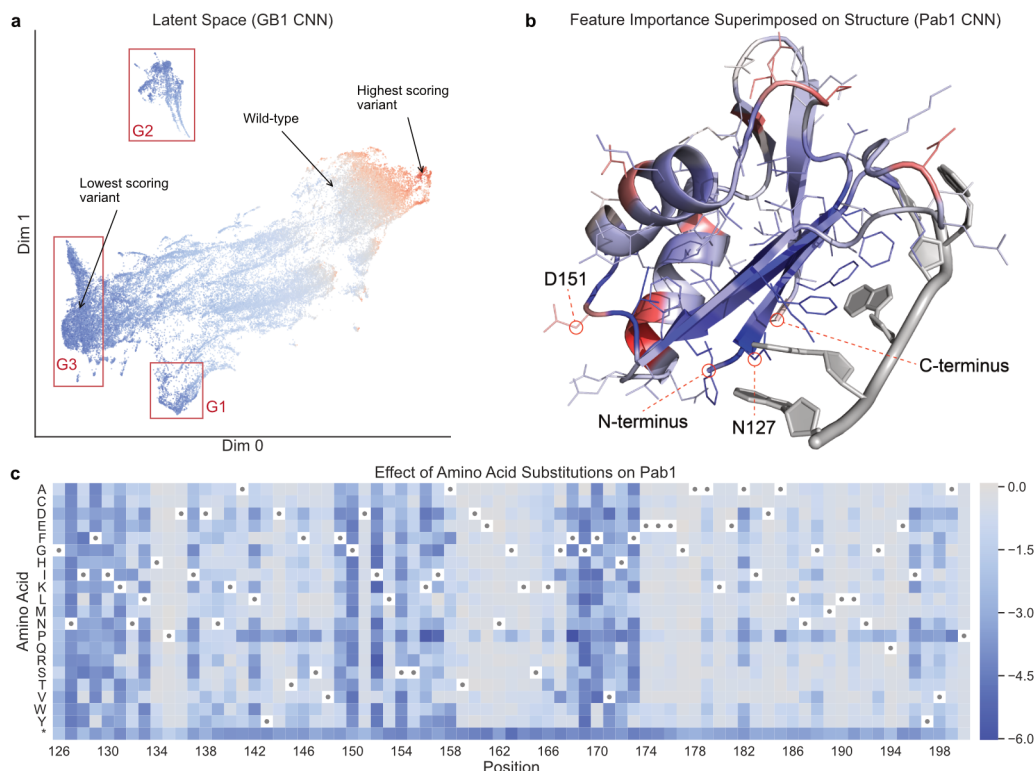 a
Latent Space (GB1 CNN)
G2
Wild-type
Highest scoring
variant
Lowest scoring
variant
G3
G1
Dim 1
Dim 0
b
Feature Importance Superimposed on Structure (Pab1 CNN)
D151
N-terminus
N127
C-terminus
c
Effect of Amino Acid Substitutions on Pab1
Amino Acid
A
C
D
E
F
G
H
I
K
L
M
N
P
Q
R
S
T
V
W
Y
*
126 130 134 138 142 146 150 154 158 162 166 170 174 178 182 186 190 194 198
Position
0.0
−1.5
−3.0
−4.5
−6.0